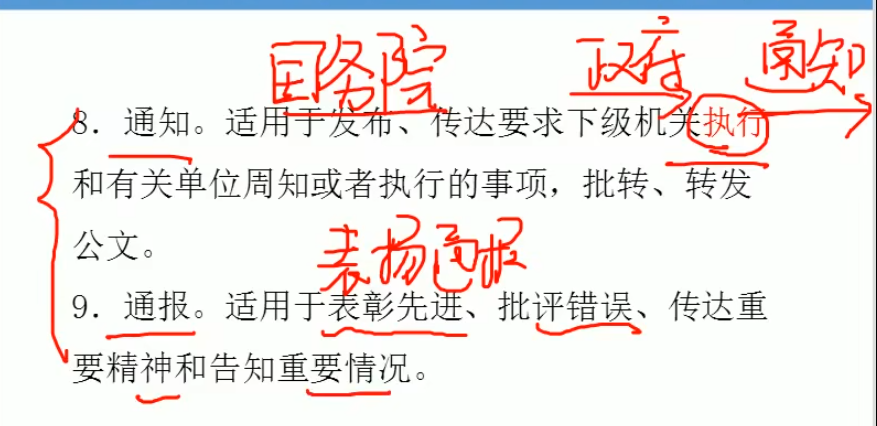 国务院 政府 通知
8. 通知。适用于发布、传达要求下级机关执行
和有关单位周知或者执行的事项，批转、转发
公文。
表扬通报
9. 通报。适用于表彰先进、批评错误、传达重
要精神和告知重要情况。